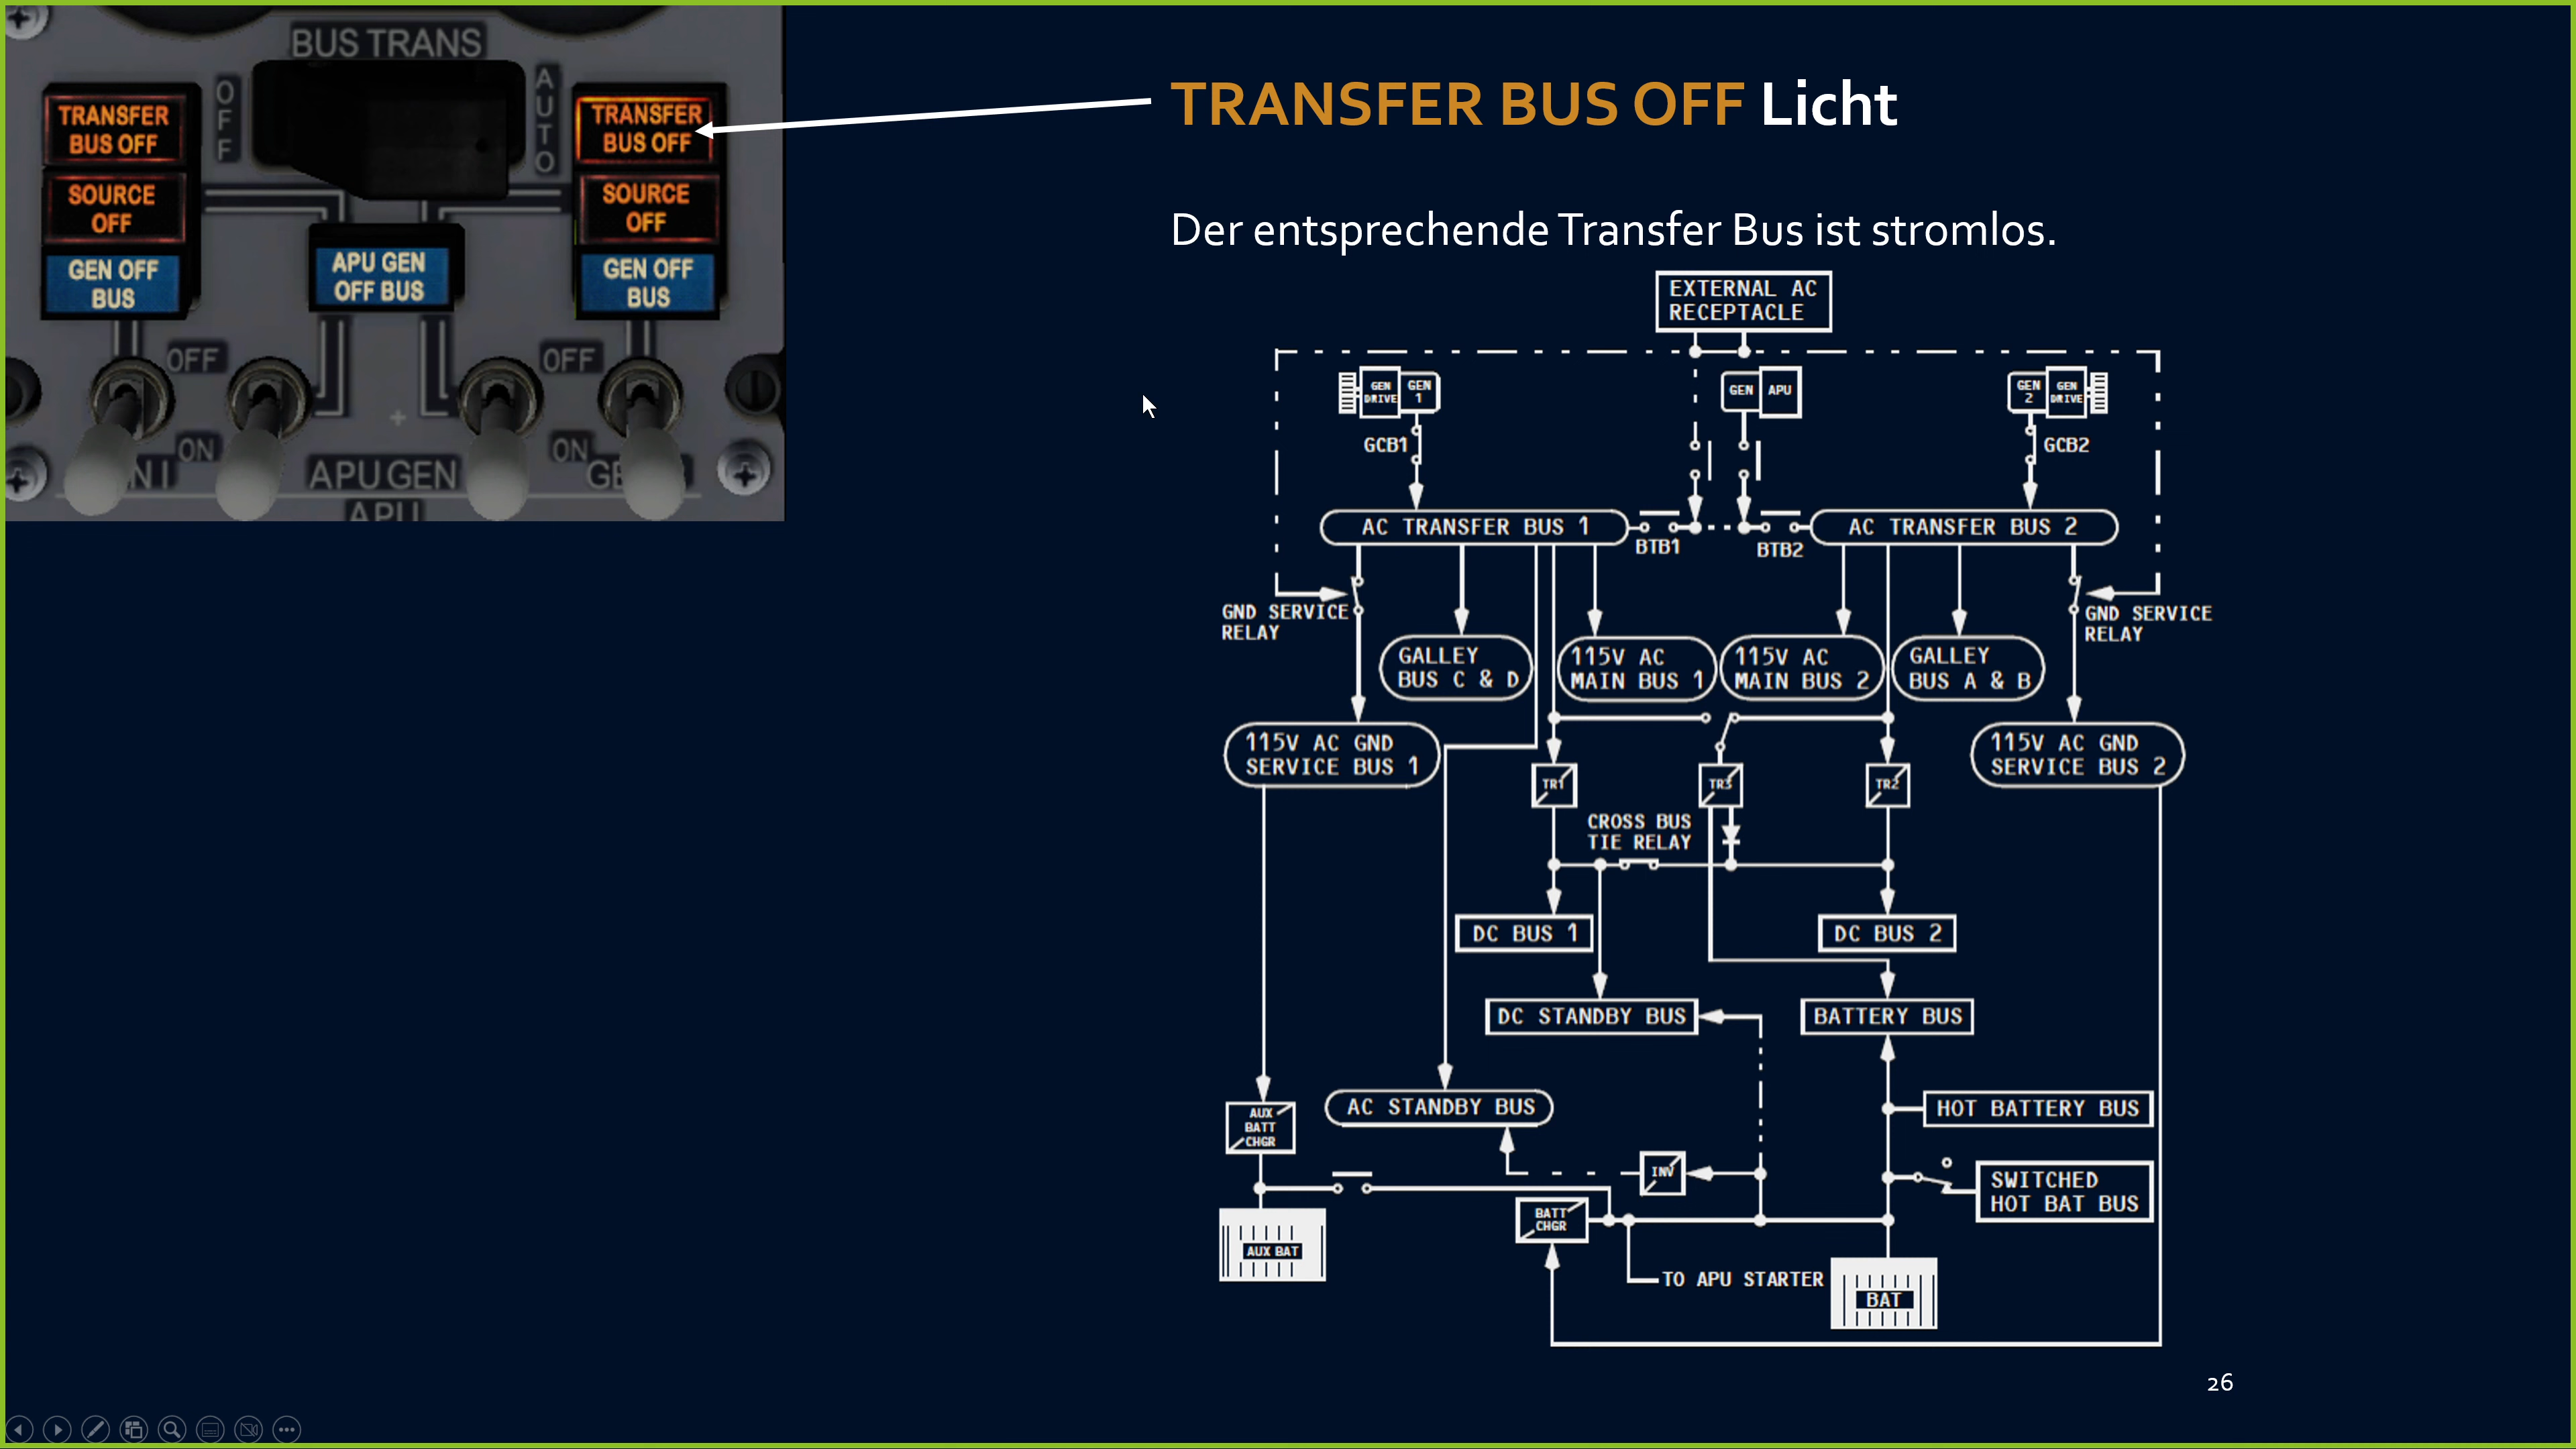 BUS TRANS
OFF
AUTO
TRANSFER
BUS OFF
SOURCE
OFF
GEN OFF
BUS
APU GEN
OFF BUS
TRANSFER
BUS OFF
SOURCE
OFF
GEN OFF
BUS
OFF
OFF
ON
ON
APU GEN
APU
TRANSFER BUS OFF Licht
Der entsprechende Transfer Bus ist stromlos.
EXTERNAL AC
RECEPTACLE
GEN
DRIVE
GEN
1
GEN
APU
GEN
2
GEN
DRIVE
GCB1
GCB2
AC TRANSFER BUS 1
AC TRANSFER BUS 2
BTB1
BTB2
GND SERVICE
RELAY
GND SERVICE
RELAY
GALLEY
BUS C & D
115V AC
MAIN BUS 1
115V AC
MAIN BUS 2
GALLEY
BUS A & B
115V AC GND
SERVICE BUS 1
115V AC GND
SERVICE BUS 2
TR1
TR3
TR2
CROSS BUS
TIE RELAY
DC BUS 1
DC BUS 2
DC STANDBY BUS
BATTERY BUS
AUX
BATT
CHGR
AC STANDBY BUS
HOT BATTERY BUS
INV
SWITCHED
HOT BAT BUS
BATT
CHGR
AUX BAT
TO APU STARTER
BAT
26